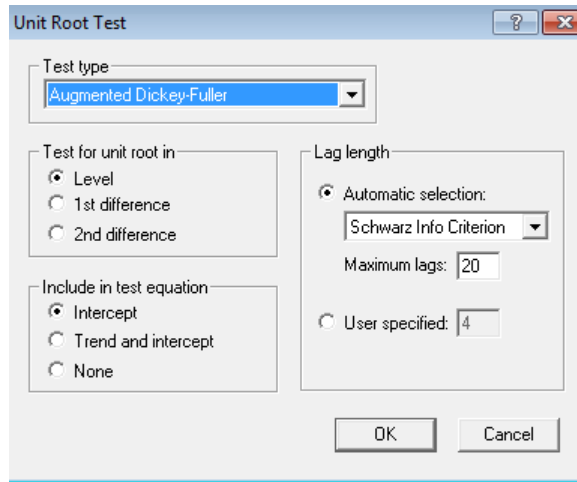 Unit Root Test
Test type
Augmented Dickey-Fuller
Test for unit root in
Level
1st difference
2nd difference
Include in test equation
Intercept
Trend and intercept
None
Lag length
Automatic selection:
Schwarz Info Criterion
Maximum lags: 20
User specified: 4
OK
Cancel